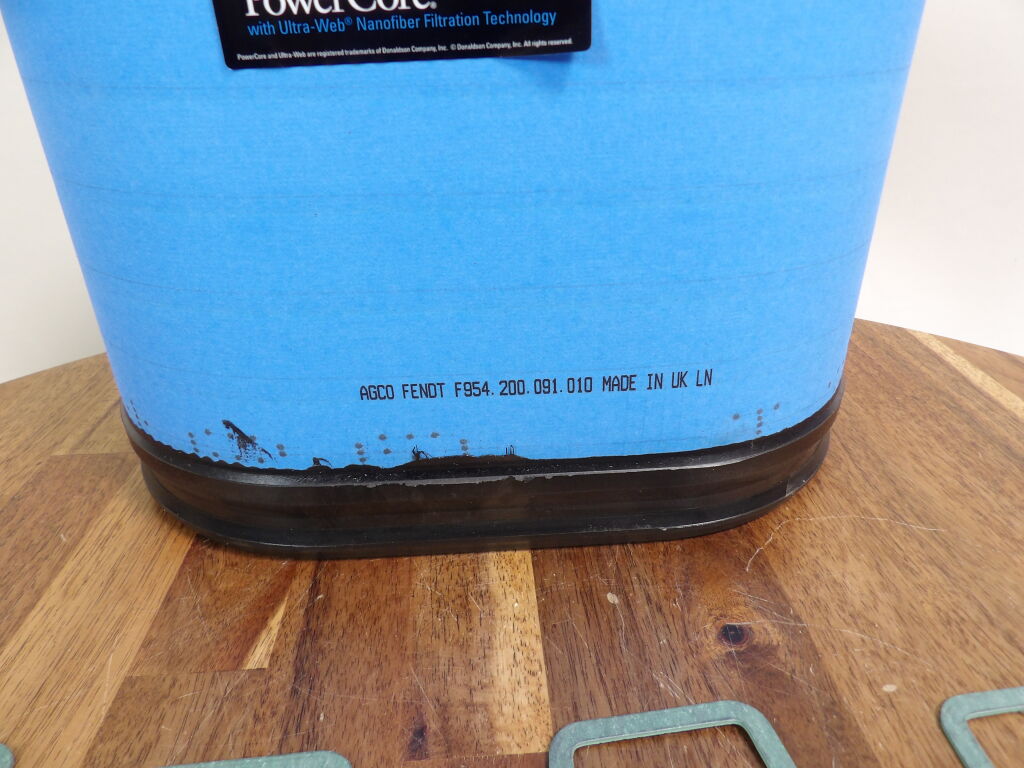 PowerCore®
with Ultra-Web® Nanofiber Filtration Technology
PowerCore and Ultra-Web are registered trademarks of Donaldson Company, Inc. © Donaldson Company, Inc. All rights reserved.
AGCO FENDT F954.200.091.010 MADE IN UK LN